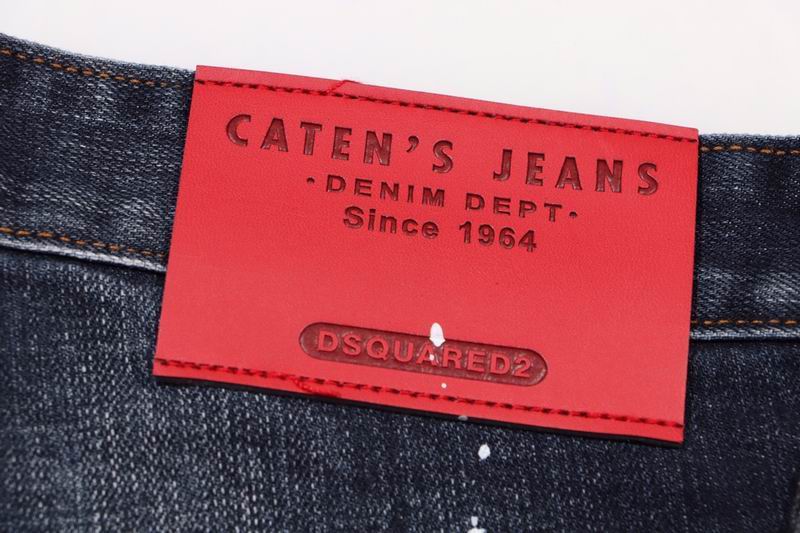 CATEN'S JEANS
·DENIM DEPT·
Since 1964
DSQUARED2